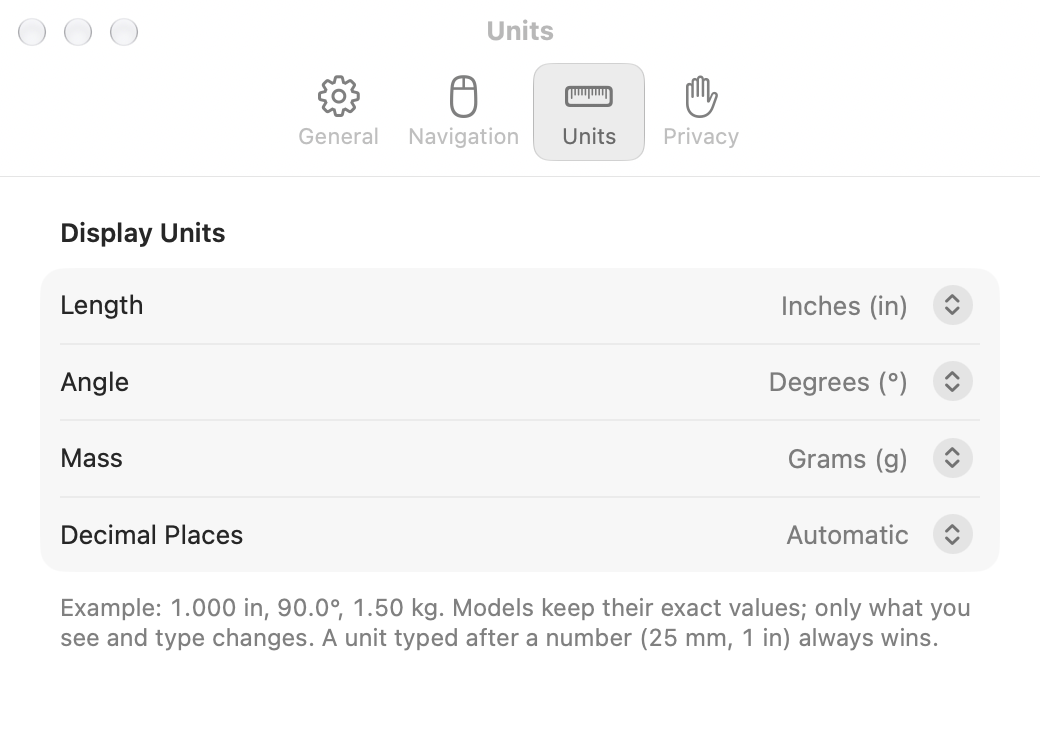 Units
General
Navigation
Units
Privacy
Display Units
Length
Inches (in)
Angle
Degrees (°)
Mass
Grams (g)
Decimal Places
Automatic
Example: 1.000 in, 90.0°, 1.50 kg. Models keep their exact values; only what you
see and type changes. A unit typed after a number (25 mm, 1 in) always wins.